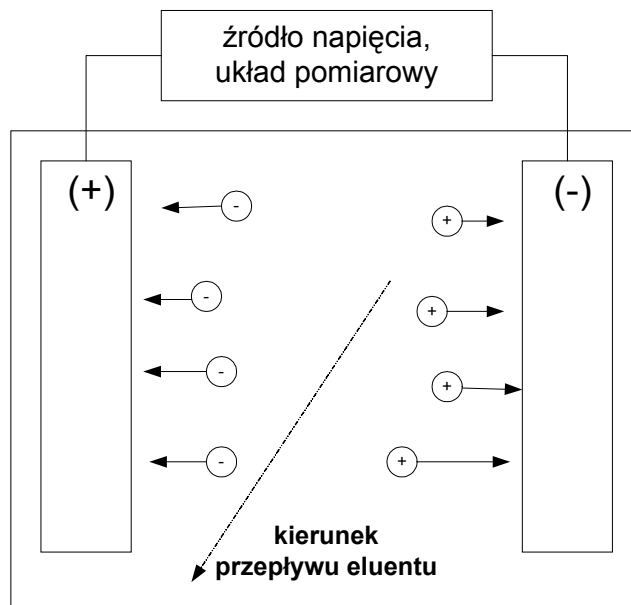 źródło napięcia,
układ pomiarowy
(+)
(-)
-
+
-
+
-
+
-
+
kierunek
przepływu eluentu